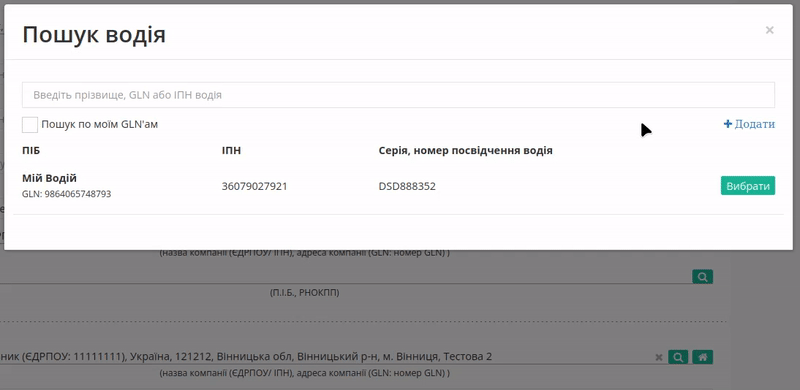 Пошук водія
×
Введіть прізвище, GLN або ІПН водія
Пошук по моїм GLN'ам
+ Додати
ПІБ ІПН Серія, номер посвідчення водія
Мій Водій
GLN: 9864065748793
36079027921 DSD888352 Вибрати
(назва компанії (ЄДРПОУ/ ІПН), адреса компанії (GLN: номер GLN) )
(П.І.Б., РНОКПП)
ник (ЄДРПОУ: 11111111), Україна, 121212, Вінницька обл, Вінницький р-н, м. Вінниця, Тестова 2
(назва компанії (ЄДРПОУ/ ІПН), адреса компанії (GLN: номер GLN) )